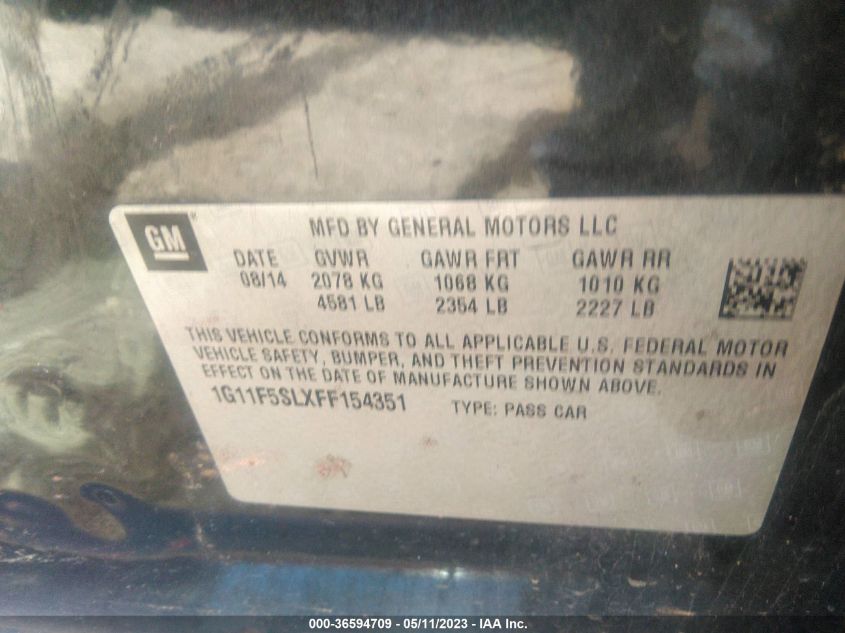 GM ®
MFD BY GENERAL MOTORS LLC
DATE GVWR GAWR FRT GAWR RR
08/14 2078 KG 1068 KG 1010 KG
4581 LB 2354 LB 2227 LB
THIS VEHICLE CONFORMS TO ALL APPLICABLE U.S. FEDERAL MOTOR
VEHICLE SAFETY, BUMPER, AND THEFT PREVENTION STANDARDS IN
EFFECT ON THE DATE OF MANUFACTURE SHOWN ABOVE.
1G11F5SLXFF154351 TYPE: PASS CAR
000-36594709 - 05/11/2023 - IAA Inc.